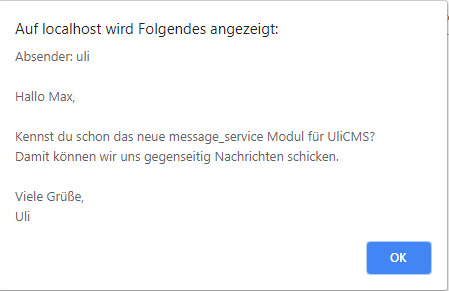 Auf localhost wird Folgendes angezeigt:
Absender: uli
Hallo Max,
Kennst du schon das neue message_service Modul für UliCMS?
Damit können wir uns gegenseitig Nachrichten schicken.
Viele Grüße,
Uli
OK